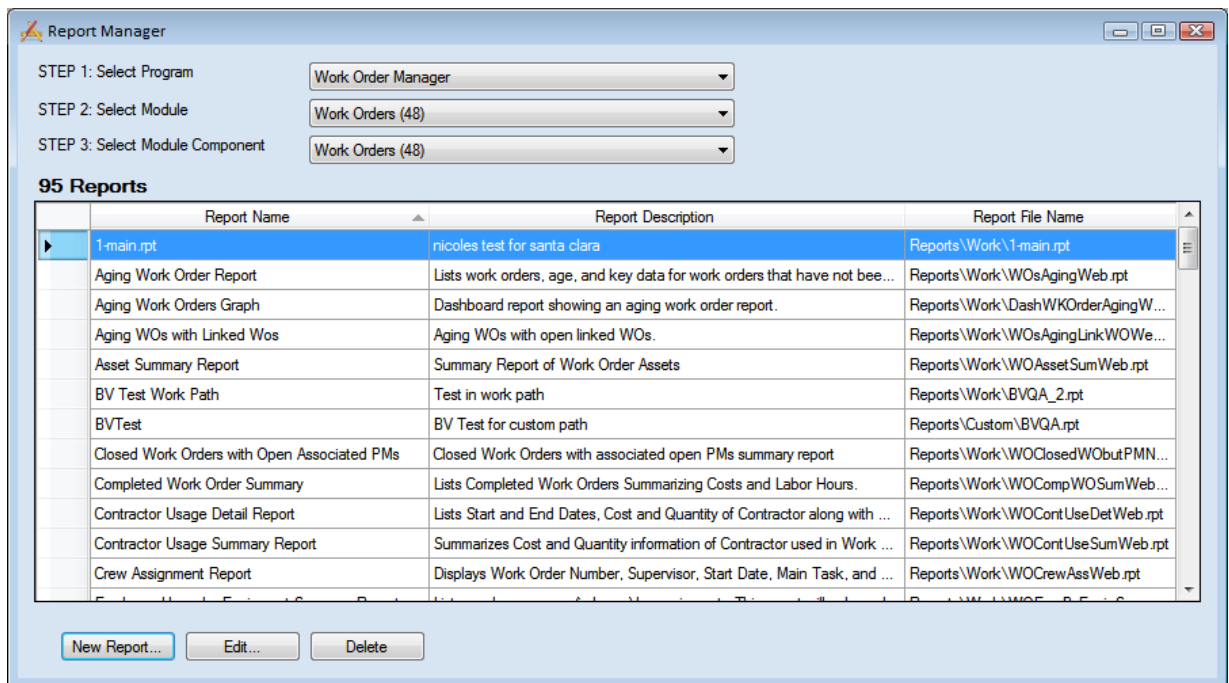 Report Manager
STEP 1: Select Program Work Order Manager
STEP 2: Select Module Work Orders (48)
STEP 3: Select Module Component Work Orders (48)
95 Reports
Report Name Report Description Report File Name
1-main.rpt nicoles test for santa clara Reports\Work\1-main.rpt
Aging Work Order Report Lists work orders, age, and key data for work orders that have not bee... Reports\Work\WOsAgingWeb.rpt
Aging Work Orders Graph Dashboard report showing an aging work order report. Reports\Work\DashWKOrderAgingW...
Aging WOs with Linked Wos Aging WOs with open linked WOs. Reports\Work\WOsAgingLinkWOWe...
Asset Summary Report Summary Report of Work Order Assets Reports\Work\WOAssetSumWeb.rpt
BV Test Work Path Test in work path Reports\Work\BVQA_2.rpt
BVTest BV Test for custom path Reports\Custom\BVQA.rpt
Closed Work Orders with Open Associated PMs Closed Work Orders with associated open PMs summary report Reports\Work\WOClosedWObutPMN...
Completed Work Order Summary Lists Completed Work Orders Summarizing Costs and Labor Hours. Reports\Work\WOCompWOSumWeb...
Contractor Usage Detail Report Lists Start and End Dates, Cost and Quantity of Contractor along with ... Reports\Work\WOContUseDetWeb.rpt
Contractor Usage Summary Report Summarizes Cost and Quantity information of Contractor used in Work ... Reports\Work\WOContUseSumWeb.rpt
Crew Assignment Report Displays Work Order Number, Supervisor, Start Date, Main Task, and ... Reports\Work\WOCrewAssWeb.rpt
New Report... Edit... Delete